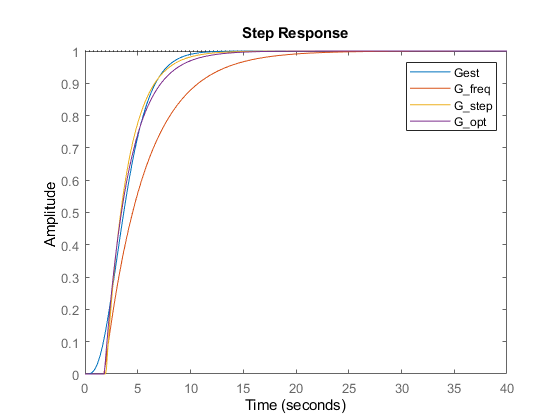 Step Response
Amplitude
1
0.9
0.8
0.7
0.6
0.5
0.4
0.3
0.2
0.1
0
0 5 10 15 20 25 30 35 40
Time (seconds)
Gest
G_freq
G_step
G_opt